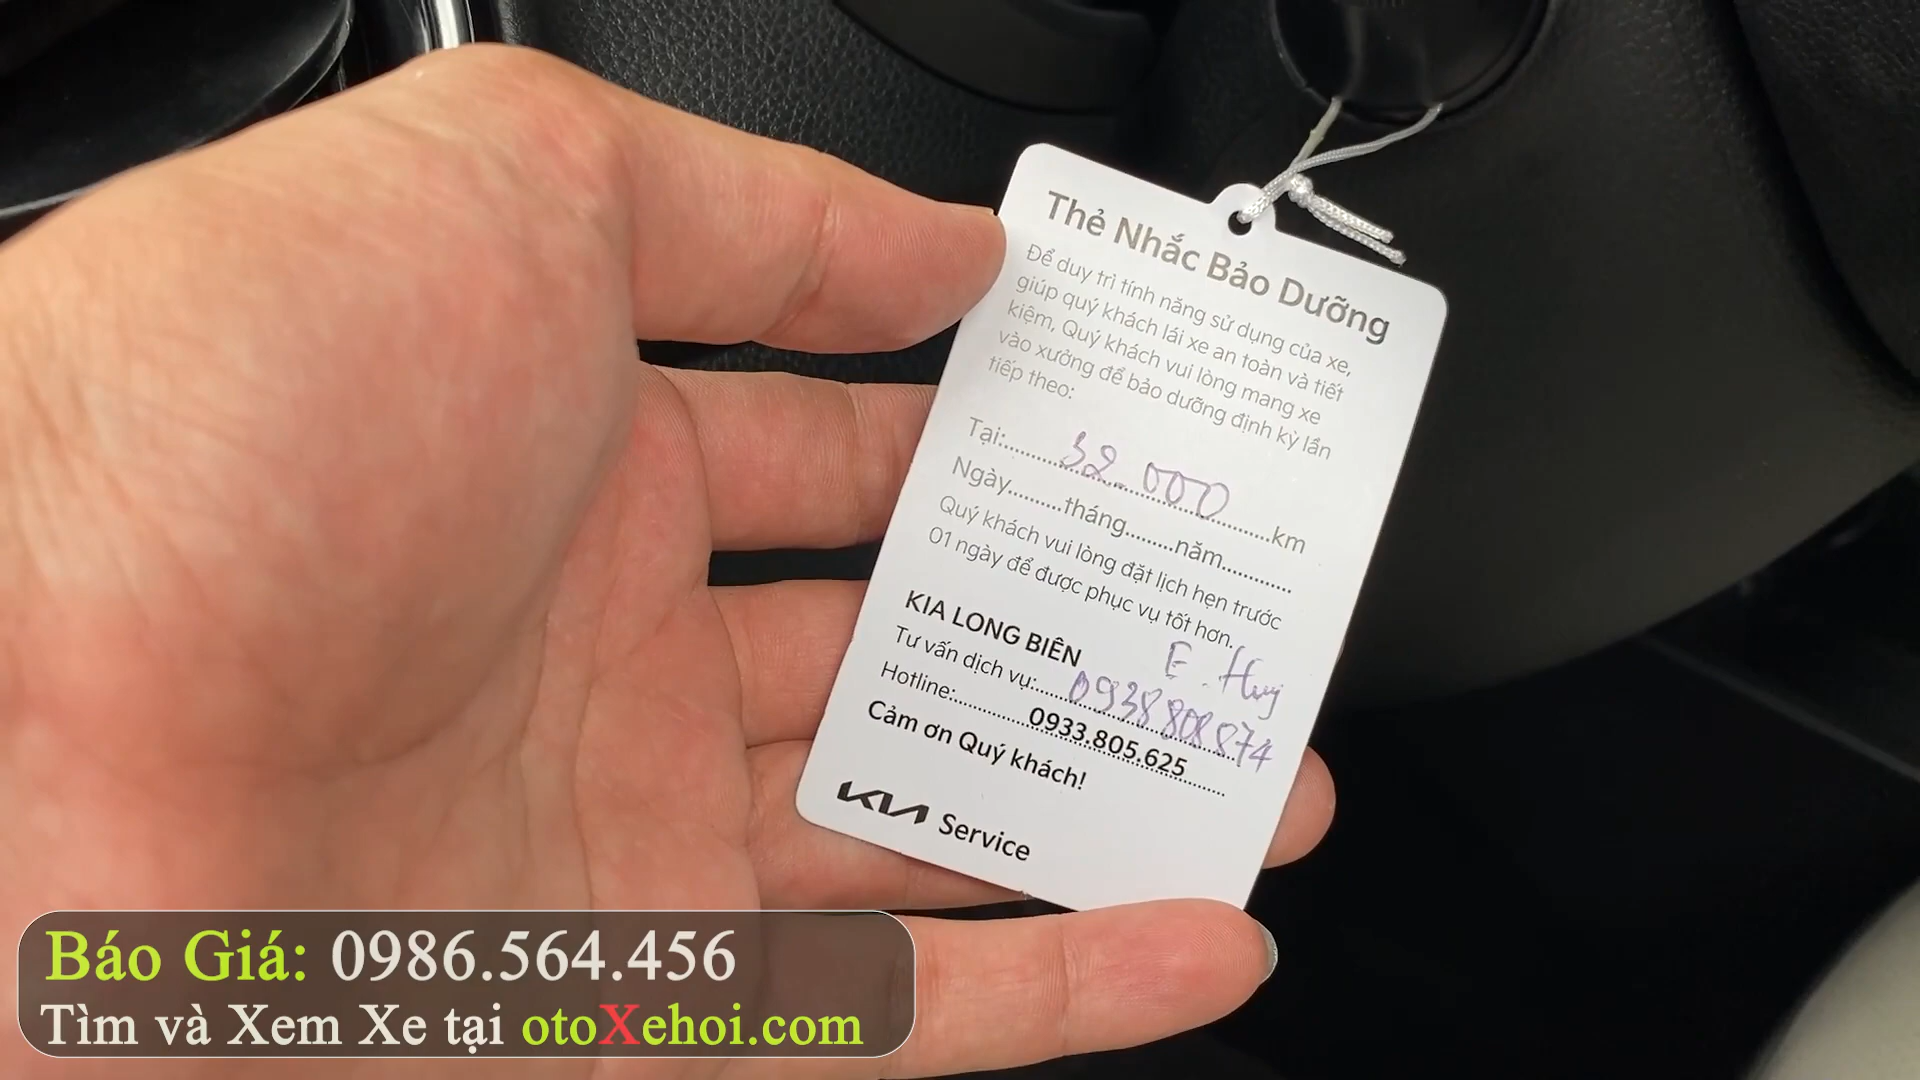 Thẻ Nhắc Bảo Dưỡng
Để duy trì tính năng sử dụng của xe,
giúp quý khách lái xe an toàn và tiết
kiệm, Quý khách vui lòng mang xe
vào xưởng để bảo dưỡng định kỳ lần
tiếp theo:
Tại:.......32.000.......km
Ngày.........tháng.........năm............
Quý khách vui lòng đặt lịch hẹn trước
01 ngày để được phục vụ tốt hơn.
KIA LONG BIÊN
E. Huy
Tư vấn dịch vụ:.....0938808874
Hotline:............0933.805.625.......
Cảm ơn Quý khách!
KIA Service
Báo Giá: 0986.564.456
Tìm và Xem Xe tại otoXehoi.com